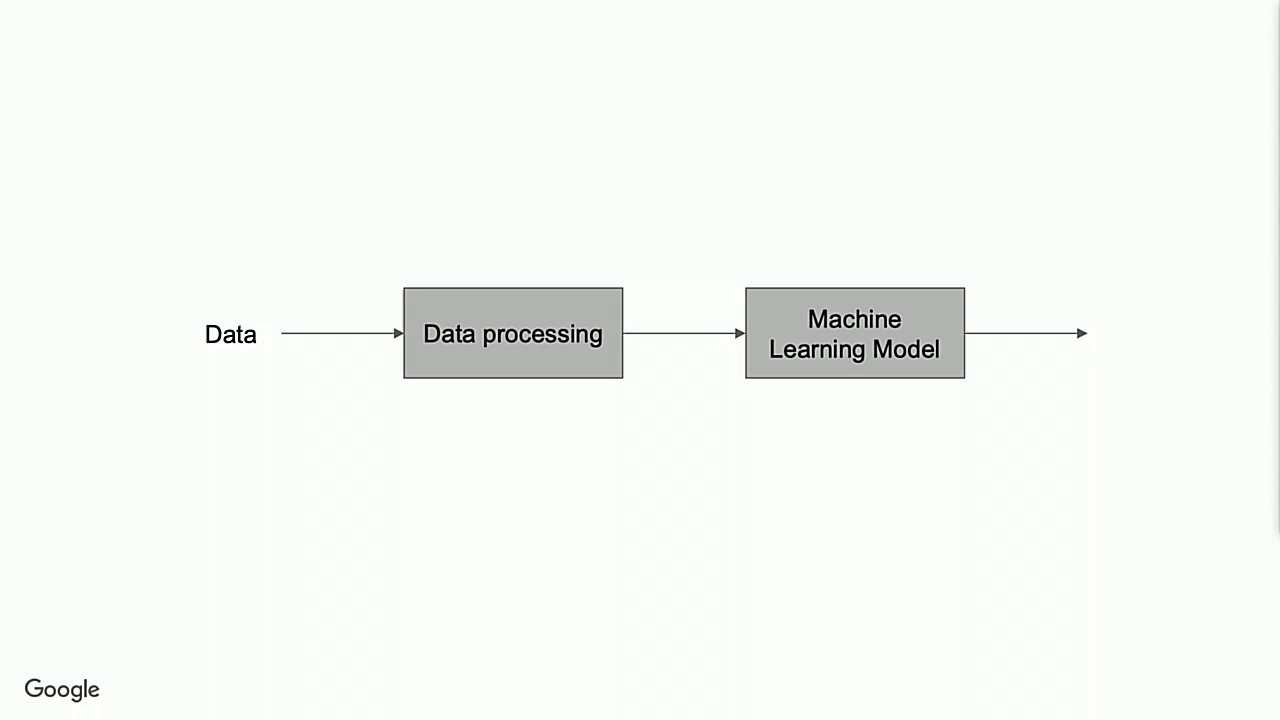 Data
Data processing
Machine
Learning Model
Google